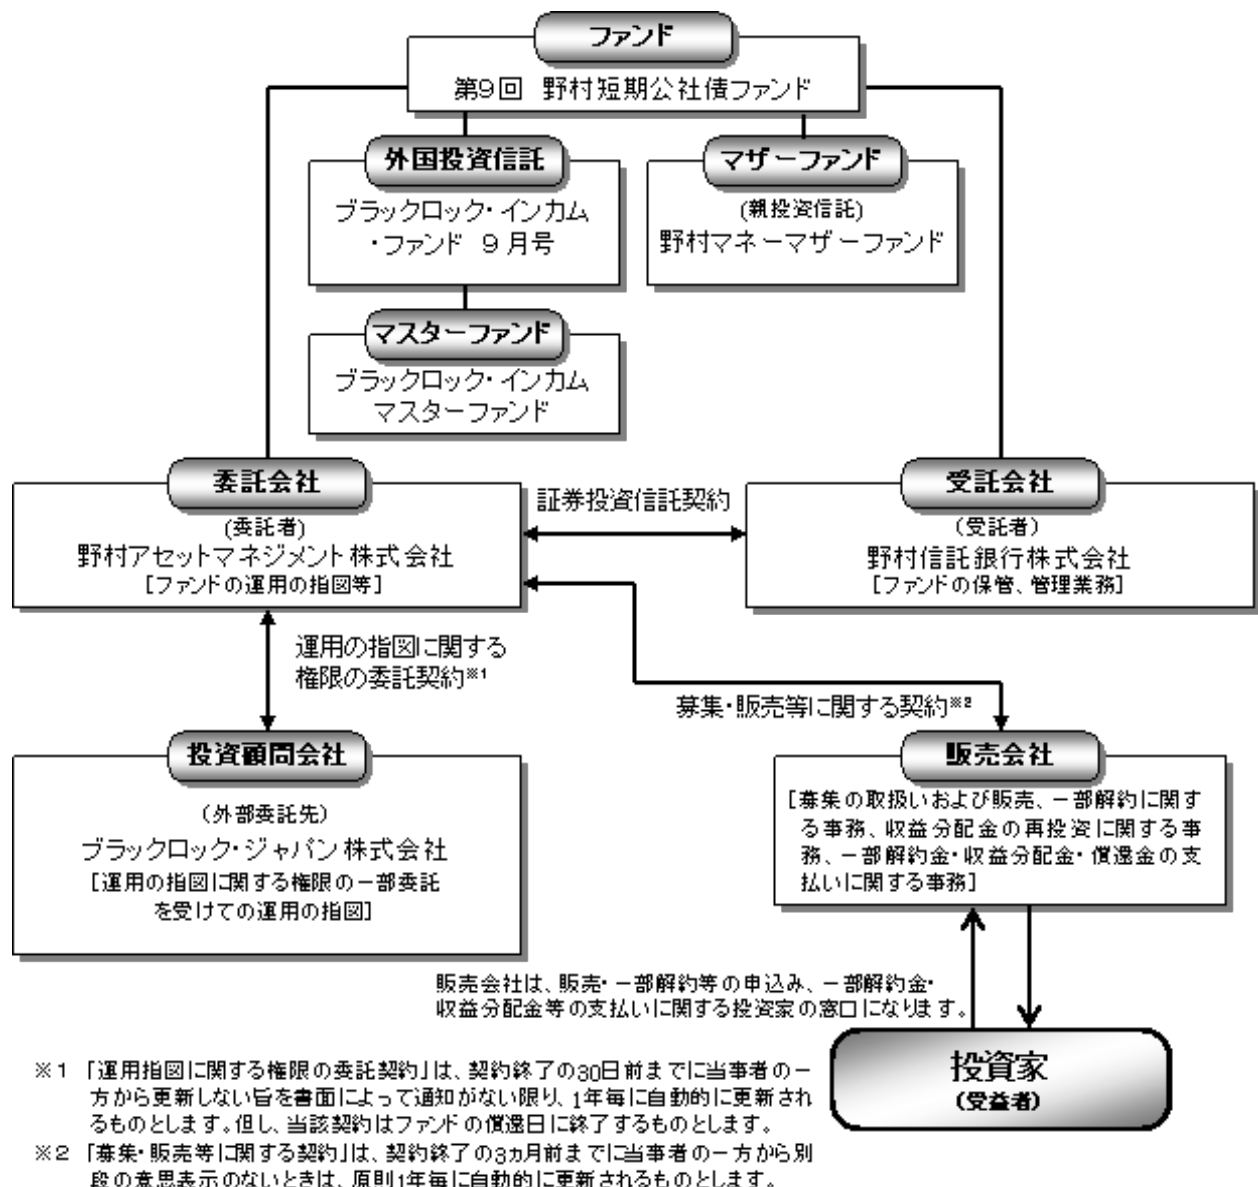 ファンド
第9回 野村短期公社債ファンド
外国投資信託
ブラックロック・インカム
・ファンド 9月号
マザーファンド
(親投資信託)
野村マネーマザーファンド
マスターファンド
ブラックロック・インカム
マスターファンド
委託会社
(委託者)
野村アセットマネジメント株式会社
[ファンドの運用の指図等]
証券投資信託契約
受託会社
(受託者)
野村信託銀行株式会社
[ファンドの保管、管理業務]
運用の指図に関する
権限の委託契約※1
募集・販売等に関する契約※2
投資顧問会社
(外部委託先)
ブラックロック・ジャパン株式会社
[運用の指図に関する権限の一部委託
を受けての運用の指図]
販売会社
[募集の取扱いおよび販売、一部解約に関す
る事務、収益分配金の再投資に関する事
務、一部解約金・収益分配金・償還金の支
払いに関する事務]
販売会社は、販売・一部解約等の申込み、一部解約金・
収益分配金等の支払いに関する投資家の窓口になります。
投資家
(受益者)
※1 「運用指図に関する権限の委託契約」は、契約終了の30日前までに当事者の一
方から更新しない旨を書面によって通知がない限り、1年毎に自動的に更新され
るものとします。但し、当該契約はファンドの償還日に終了するものとします。
※2 「募集・販売等に関する契約」は、契約終了の3ヵ月前までに当事者の一方から別
段の意思表示のないときは、原則1年毎に自動的に更新されるものとします。